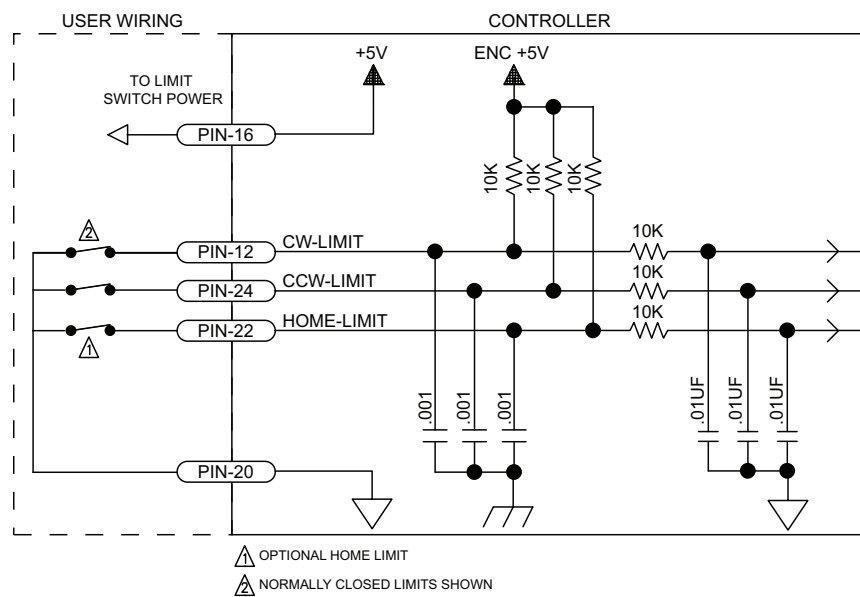 USER WIRING
CONTROLLER
+5V
ENC +5V
TO LIMIT
SWITCH POWER
PIN-16
10K
10K
10K
2
PIN-12
CW-LIMIT
10K
PIN-24
CCW-LIMIT
10K
PIN-22
HOME-LIMIT
10K
1
.001
.001
.001
.01UF
.01UF
.01UF
PIN-20
1 OPTIONAL HOME LIMIT
2 NORMALLY CLOSED LIMITS SHOWN